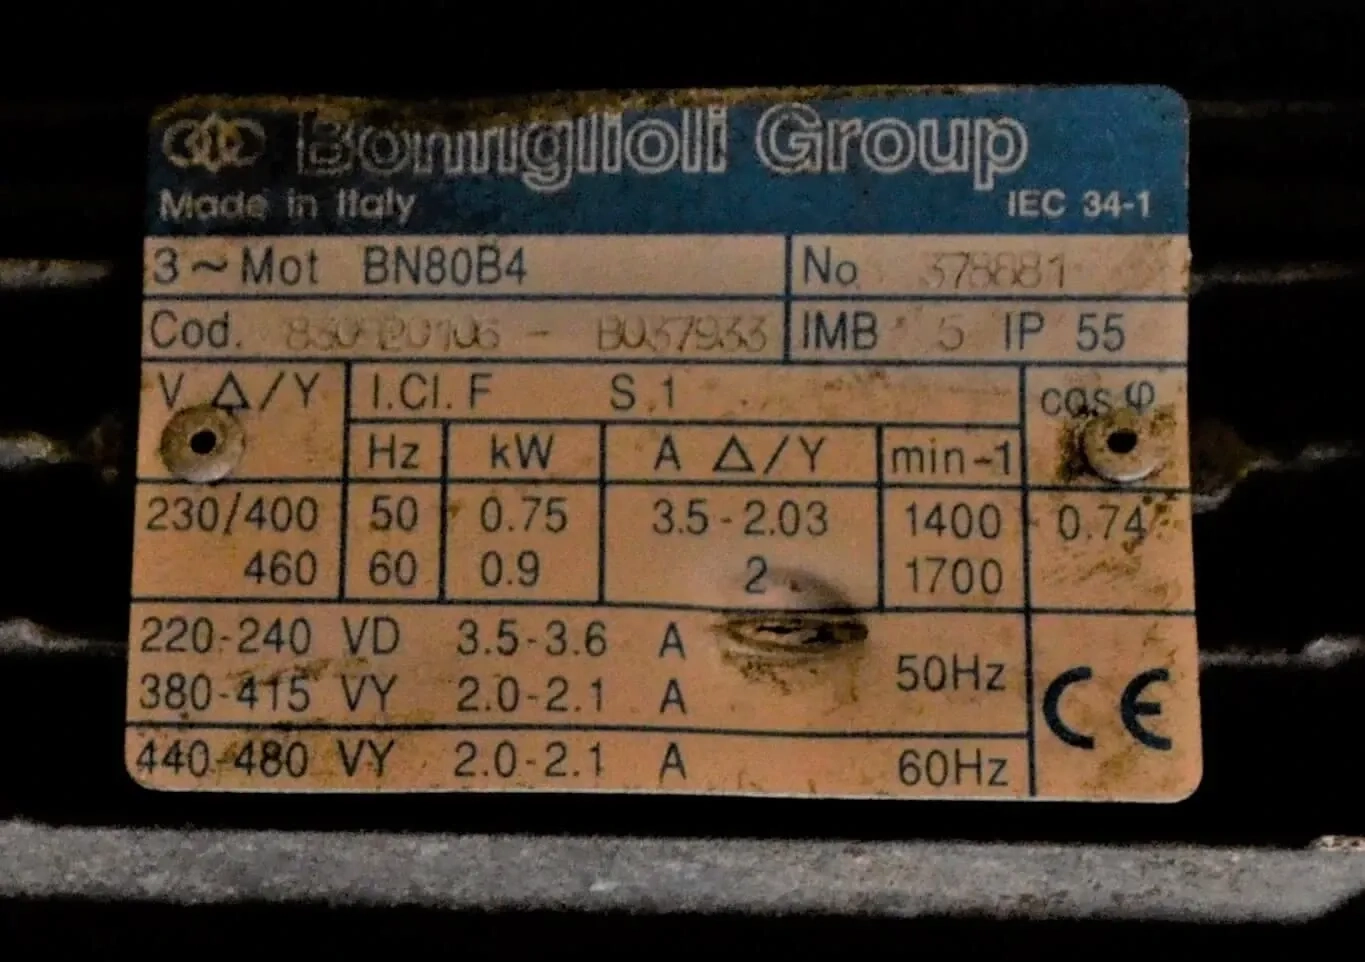 Bonfiglioli Group
Made in Italy IEC 34-1
3~Mot BN80B4 No 378881
Cod. B037933 IMB 5 IP 55
V Δ/Y I.Cl. F S 1 cos φ
Hz kW A Δ/Y min-1
230/400 50 0.75 3.5-2.03 1400 0.74
460 60 0.9 2 1700
220-240 VD 3.5-3.6 A
50Hz
380-415 VY 2.0-2.1 A
CE
440-480 VY 2.0-2.1 A 60Hz